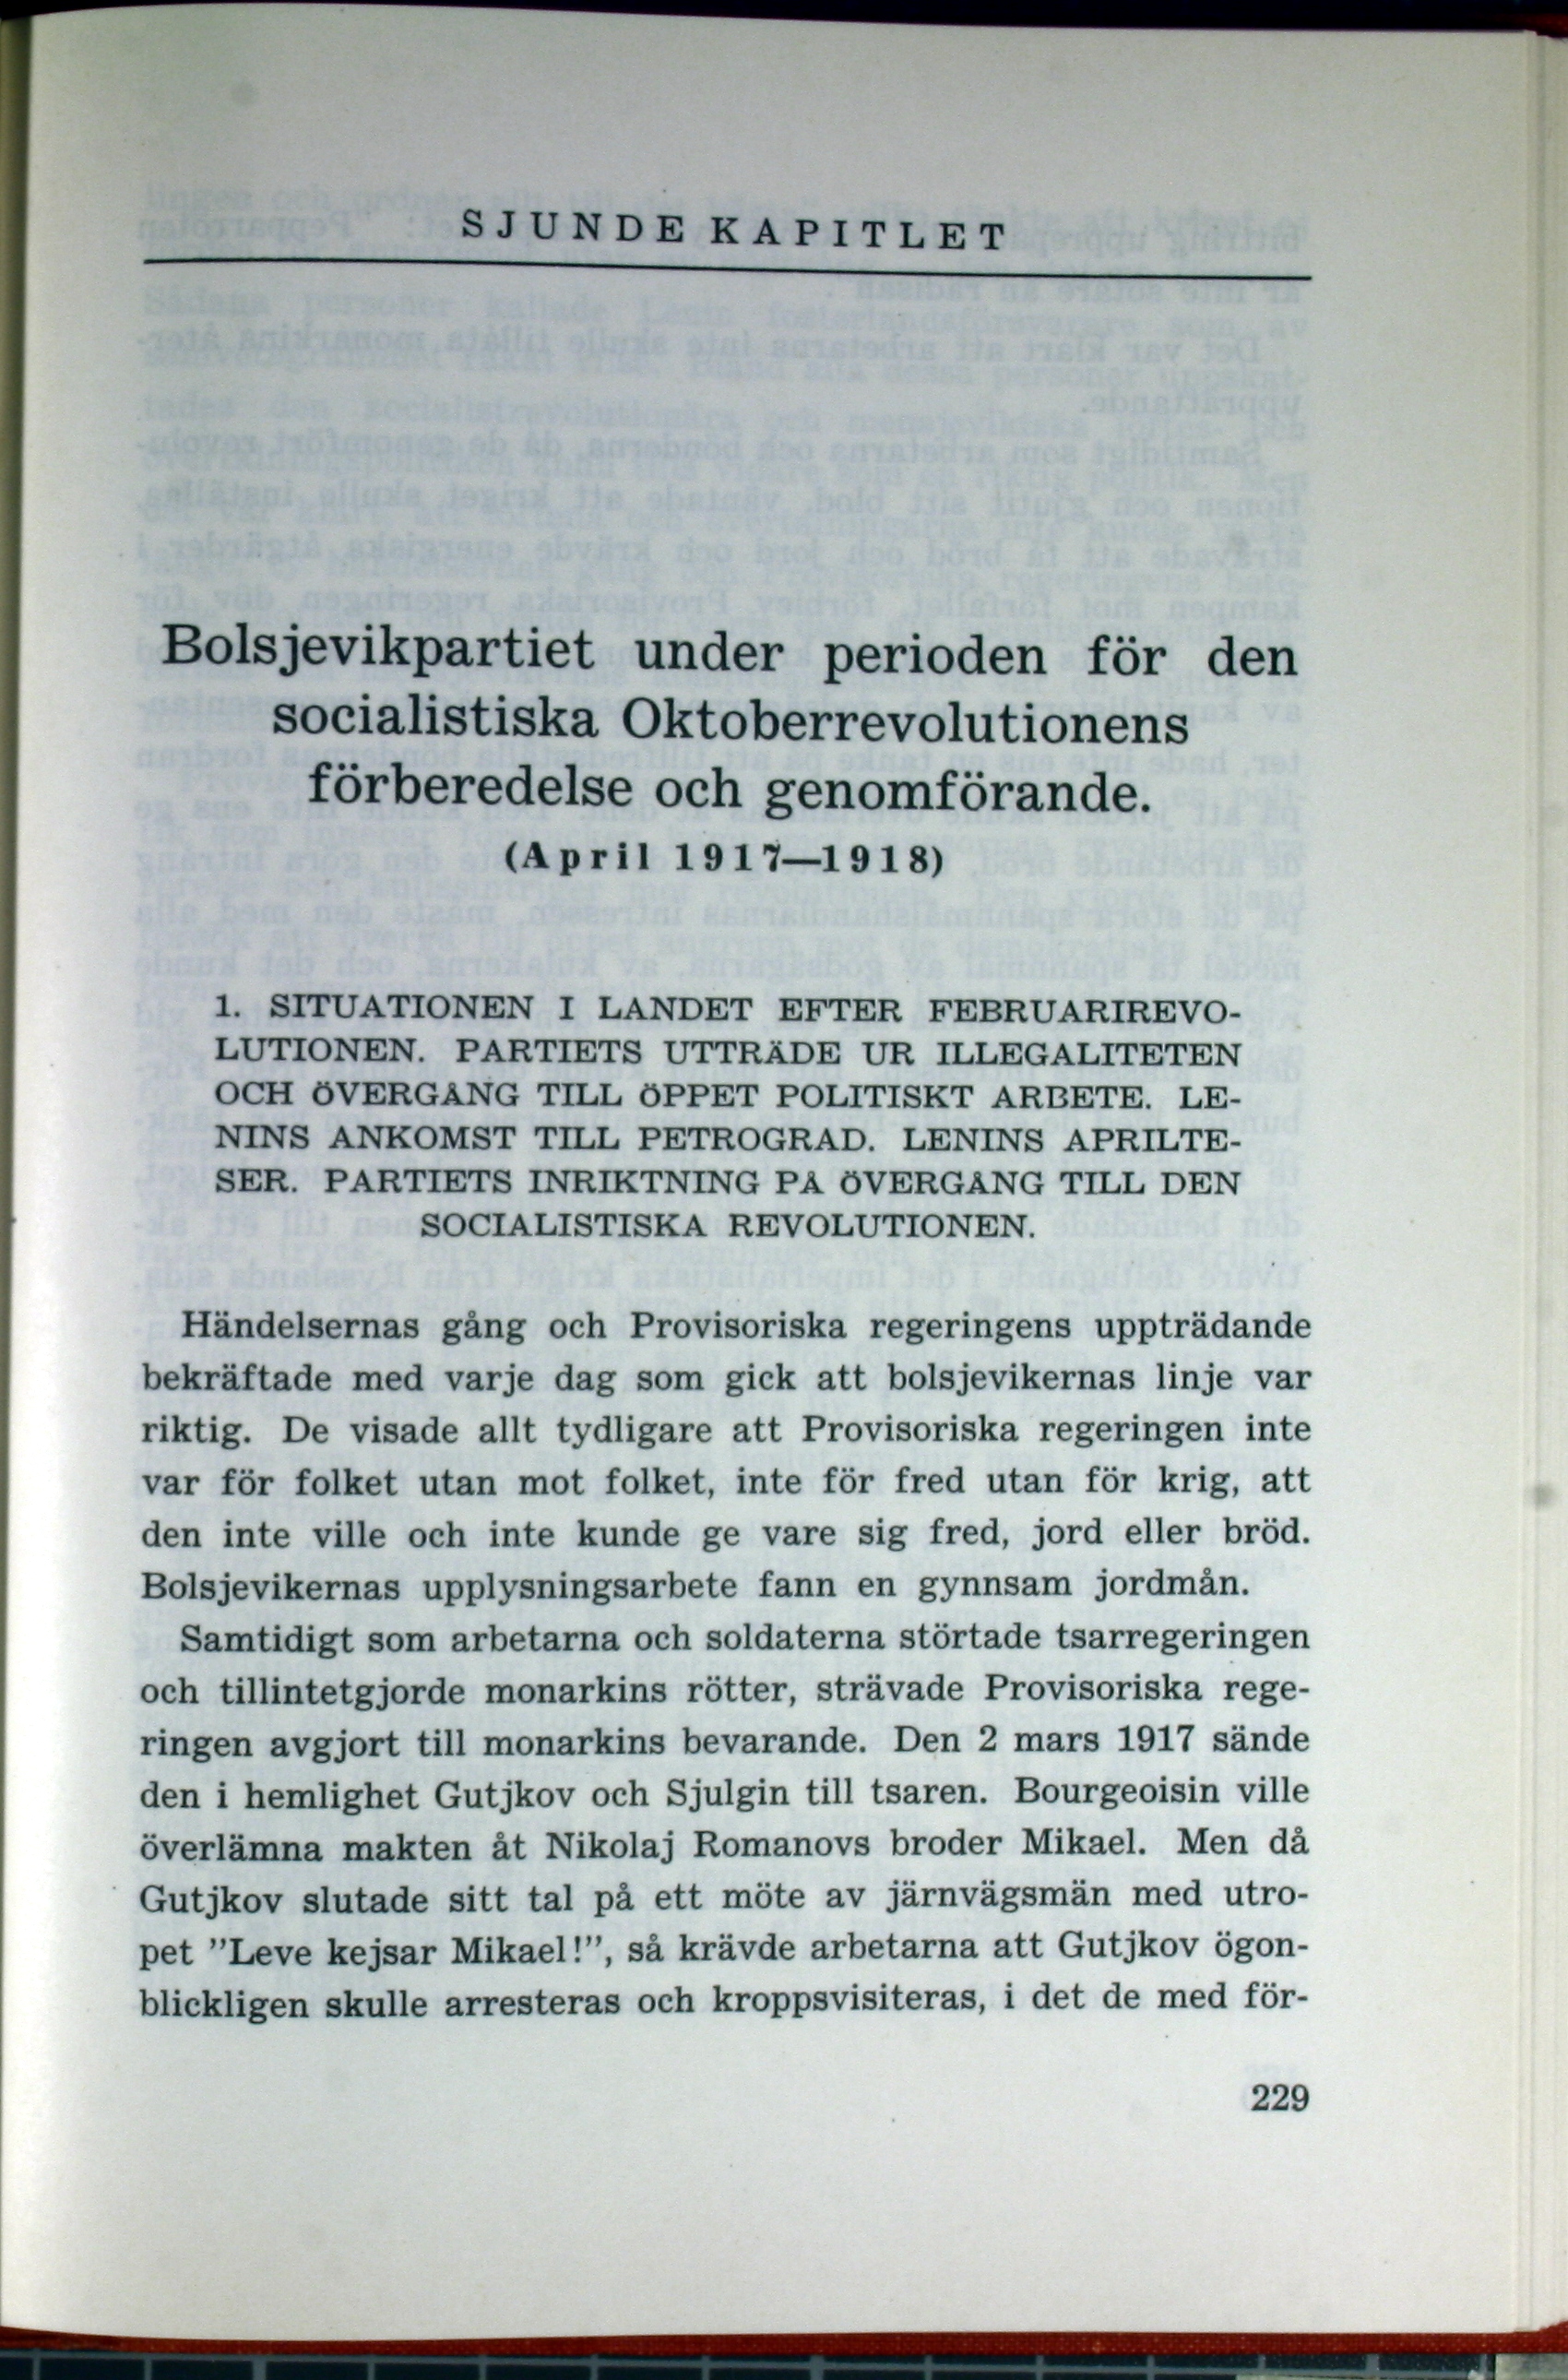 SJUNDE KAPITLET
Bolsjevikpartiet under perioden för den
socialistiska Oktoberrevolutionens
förberedelse och genomförande.
(April 1917—1918)
1. SITUATIONEN I LANDET EFTER FEBRUARIREVO-
LUTIONEN. PARTIETS UTTRÄDE UR ILLEGALITETEN
OCH ÖVERGÅNG TILL ÖPPET POLITISKT ARBETE. LE-
NINS ANKOMST TILL PETROGRAD. LENINS APRILTE-
SER. PARTIETS INRIKTNING PÅ ÖVERGÅNG TILL DEN
SOCIALISTISKA REVOLUTIONEN.
Händelsernas gång och Provisoriska regeringens uppträdande
bekräftade med varje dag som gick att bolsjevikernas linje var
riktig. De visade allt tydligare att Provisoriska regeringen inte
var för folket utan mot folket, inte för fred utan för krig, att
den inte ville och inte kunde ge vare sig fred, jord eller bröd.
Bolsjevikernas upplysningsarbete fann en gynnsam jordmån.
Samtidigt som arbetarna och soldaterna störtade tsarregeringen
och tillintetgjorde monarkins rötter, strävade Provisoriska rege-
ringen avgjort till monarkins bevarande. Den 2 mars 1917 sände
den i hemlighet Gutjkov och Sjulgin till tsaren. Bourgeoisin ville
överlämna makten åt Nikolaj Romanovs broder Mikael. Men då
Gutjkov slutade sitt tal på ett möte av järnvägsmän med utro-
pet ”Leve kejsar Mikael!”, så krävde arbetarna att Gutjkov ögon-
blickligen skulle arresteras och kroppsvisiteras, i det de med för-
229